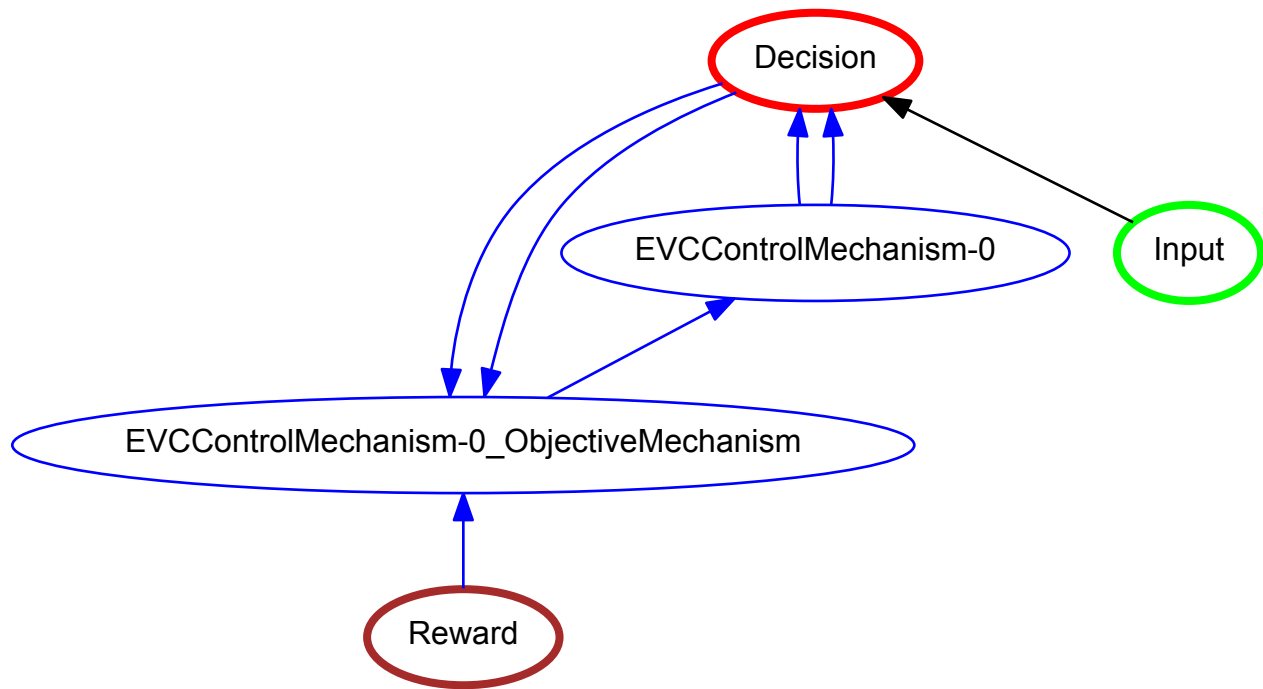 Decision
EVCControlMechanism-0
Input
EVCControlMechanism-0_ObjectiveMechanism
Reward